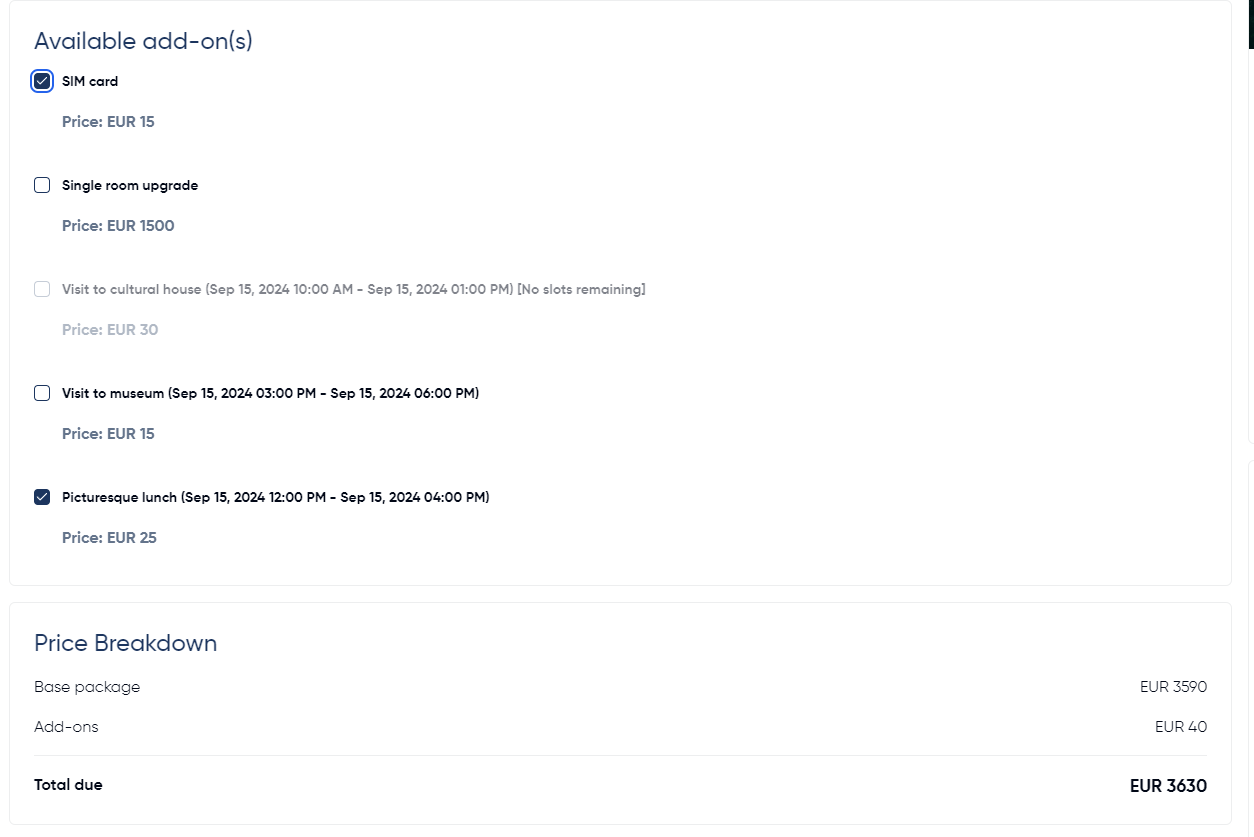 Available add-on(s)
SIM card
Price: EUR 15
Single room upgrade
Price: EUR 1500
Visit to cultural house (Sep 15, 2024 10:00 AM - Sep 15, 2024 01:00 PM) [No slots remaining]
Price: EUR 30
Visit to museum (Sep 15, 2024 03:00 PM - Sep 15, 2024 06:00 PM)
Price: EUR 15
Picturesque lunch (Sep 15, 2024 12:00 PM - Sep 15, 2024 04:00 PM)
Price: EUR 25
Price Breakdown
Base package EUR 3590
Add-ons EUR 40
Total due EUR 3630